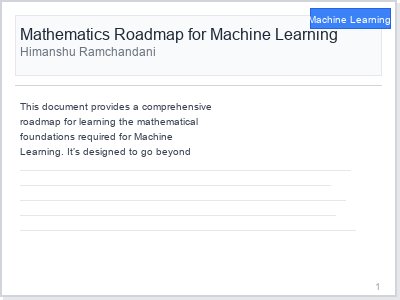 Machine Learning
Mathematics Roadmap for Machine Learning
Himanshu Ramchandani
This document provides a comprehensive
roadmap for learning the mathematical
foundations required for Machine
Learning. It's designed to go beyond
1